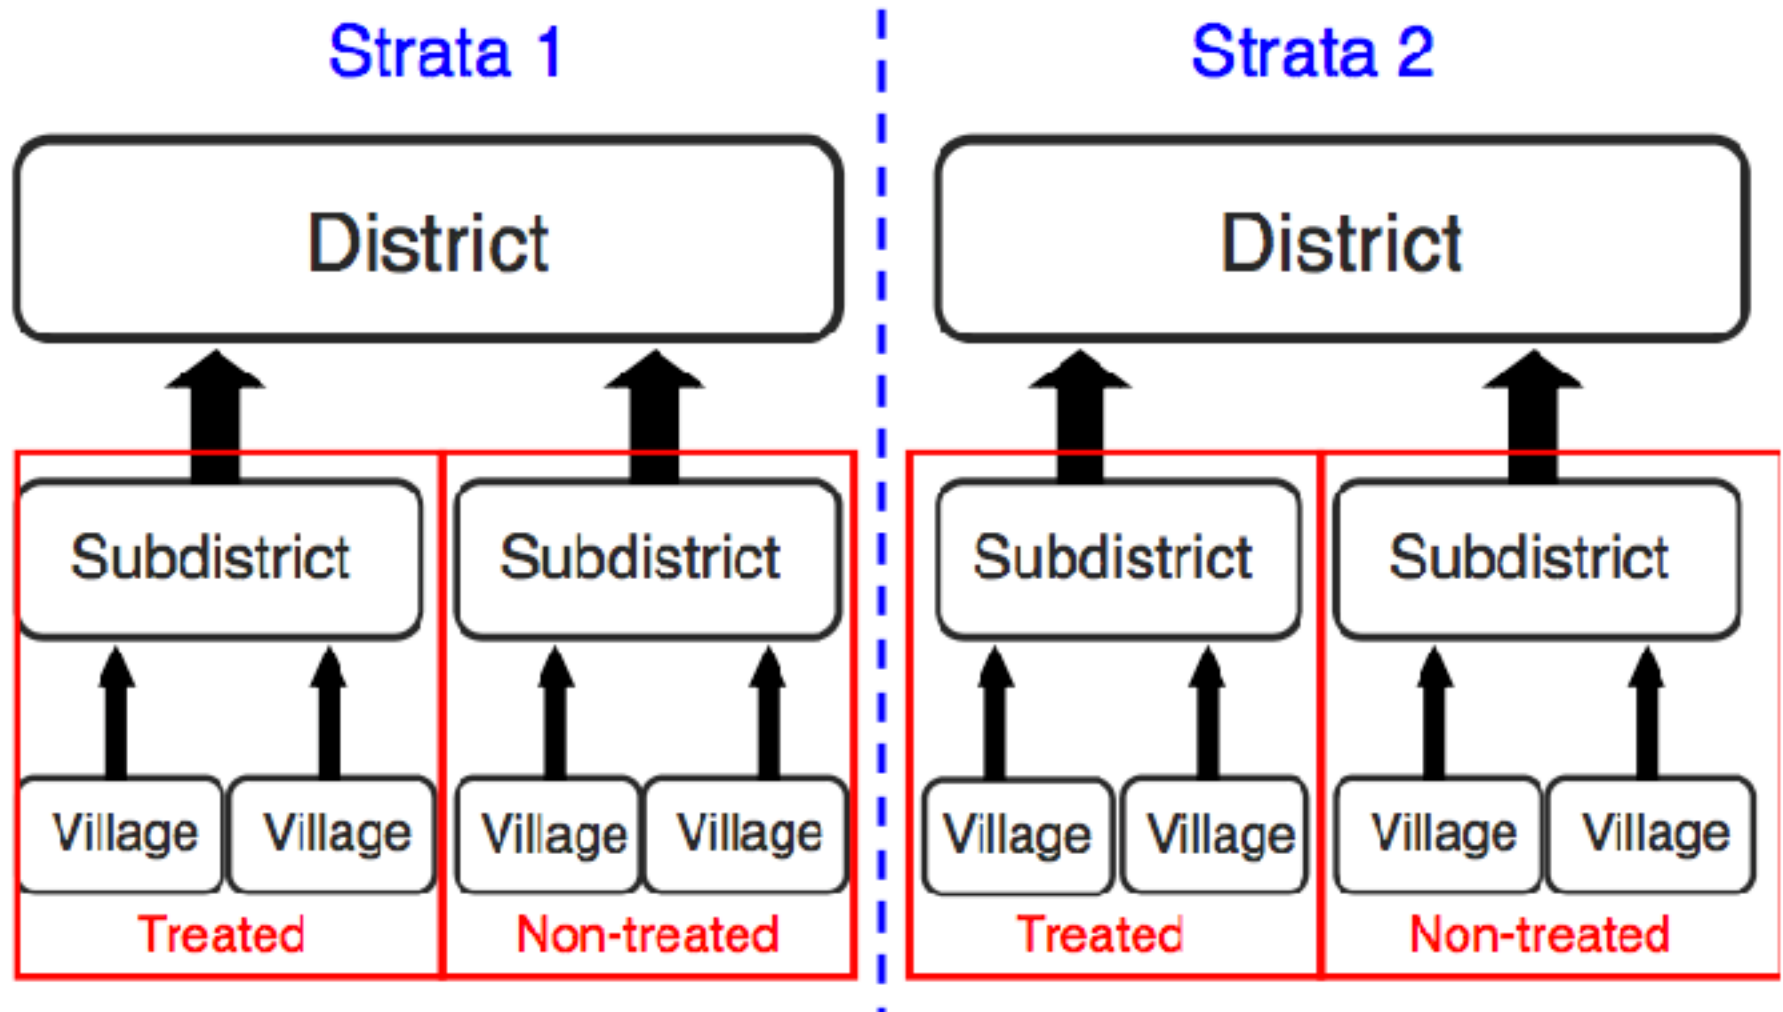 Strata 1
Strata 2
District
District
Subdistrict
Subdistrict
Subdistrict
Subdistrict
Village
Village
Village
Village
Village
Village
Village
Village
Treated
Non-treated
Treated
Non-treated